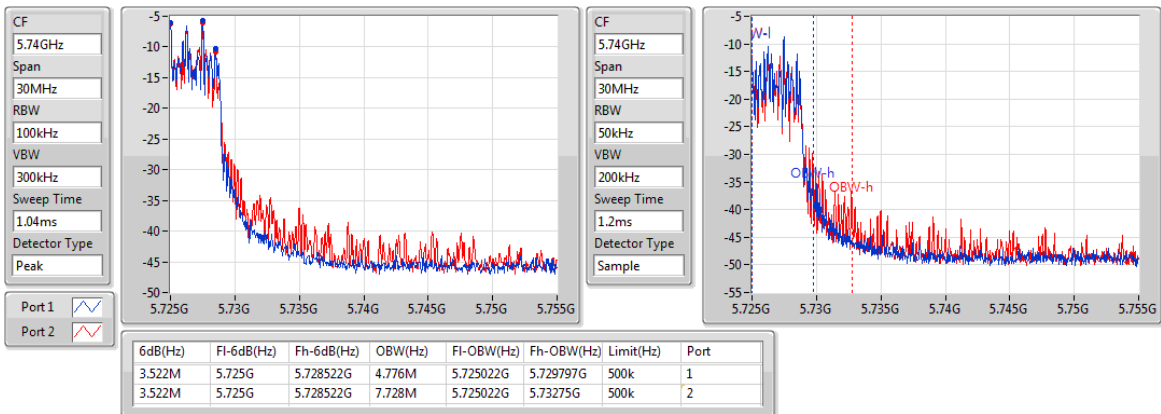 CF
5.74GHz
Span
30MHz
RBW
100kHz
VBW
300kHz
Sweep Time
1.04ms
Detector Type
Peak
Port 1
Port 2
-5
-10
-15
-20
-25
-30
-35
-40
-45
-50
5.725G 5.73G 5.735G 5.74G 5.745G 5.75G 5.755G
CF
5.74GHz
Span
30MHz
RBW
50kHz
VBW
200kHz
Sweep Time
1.2ms
Detector Type
Sample
-5
-10
-15
-20
-25
-30
-35
-40
-45
-50
-55
W-l
OBW-h
OBW-h
5.725G 5.73G 5.735G 5.74G 5.745G 5.75G 5.755G
6dB(Hz) Fl-6dB(Hz) Fh-6dB(Hz) OBW(Hz) Fl-OBW(Hz) Fh-OBW(Hz) Limit(Hz) Port
3.522M 5.725G 5.728522G 4.776M 5.725022G 5.729797G 500k 1
3.522M 5.725G 5.728522G 7.728M 5.725022G 5.73275G 500k 2